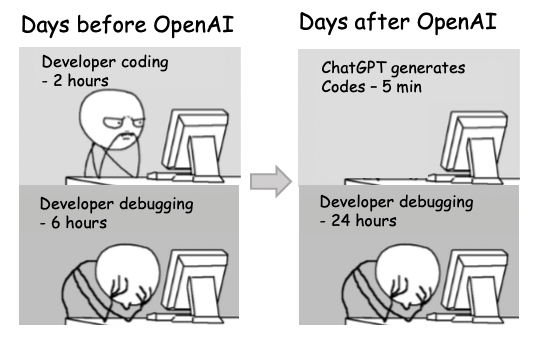 Days before OpenAI
Developer coding
- 2 hours
Developer debugging
- 6 hours
Days after OpenAI
ChatGPT generates
Codes – 5 min
Developer debugging
- 24 hours